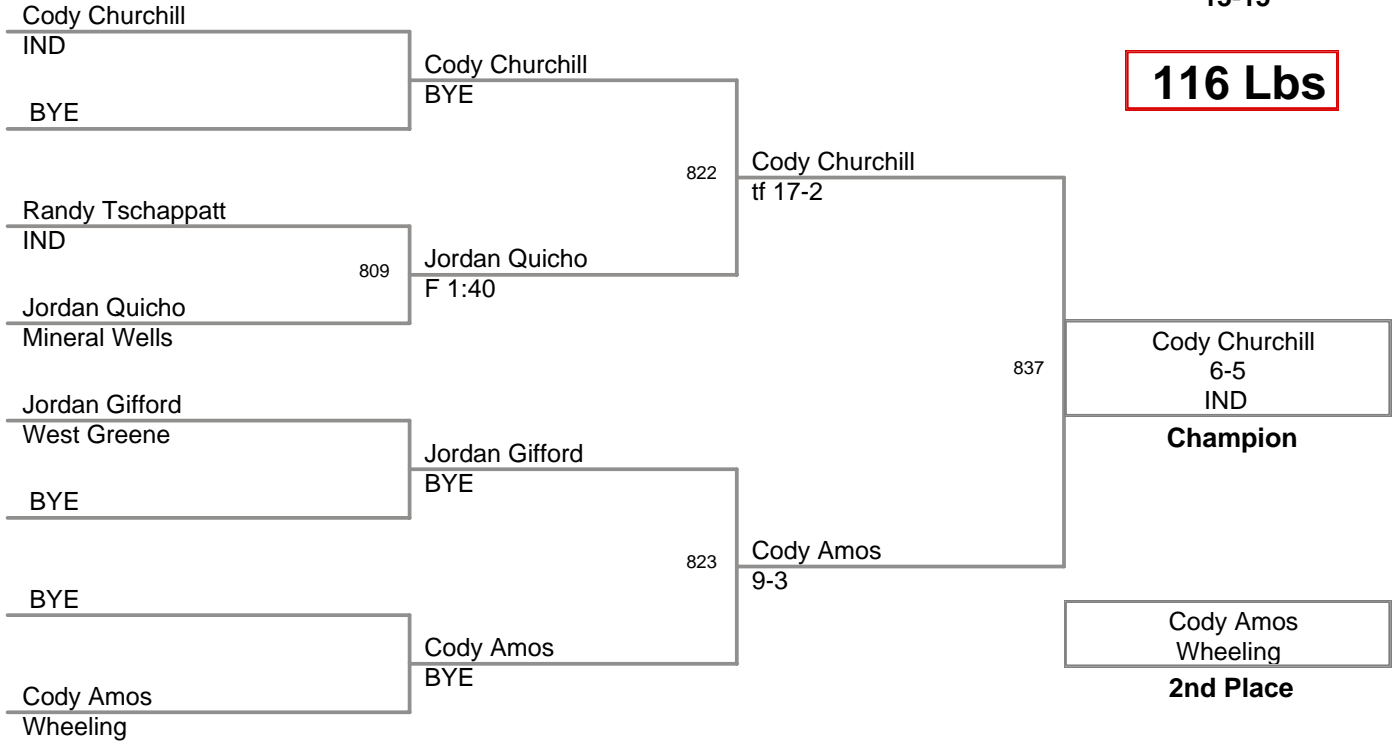 Cody Churchill
IND
BYE
Randy Tschappatt
IND
809
Jordan Quicho
Mineral Wells
Jordan Gifford
West Greene
BYE
BYE
Cody Amos
Wheeling
Cody Churchill
BYE
822
Jordan Quicho
F 1:40
Jordan Gifford
BYE
823
Cody Amos
BYE
Cody Churchill
tf 17-2
837
Cody Amos
9-3
116 Lbs
Cody Churchill
6-5
IND
Champion
Cody Amos
Wheeling
2nd Place